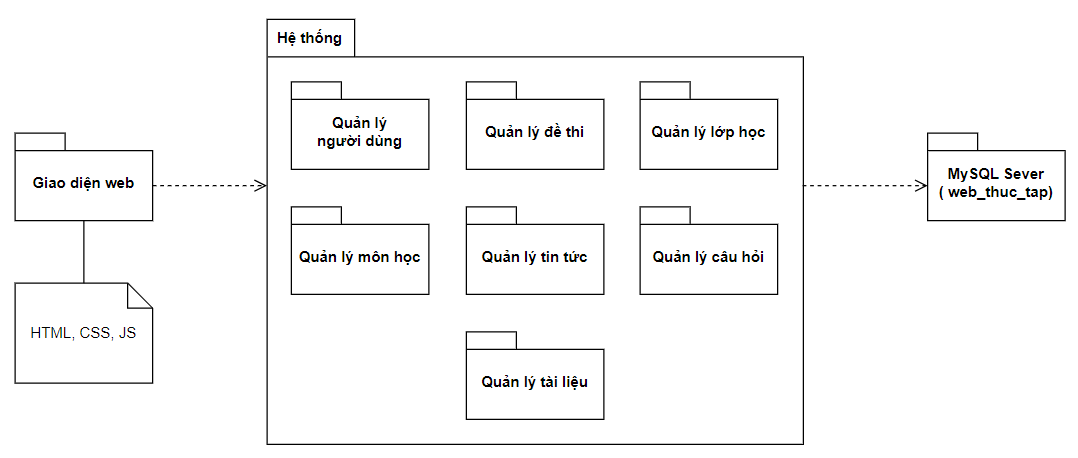 Hệ thống
Quản lý
người dùng
Quản lý đề thi
Quản lý lớp học
Giao diện web
MySQL Sever
( web_thuc_tap)
Quản lý môn học
Quản lý tin tức
Quản lý câu hỏi
HTML, CSS, JS
Quản lý tài liệu